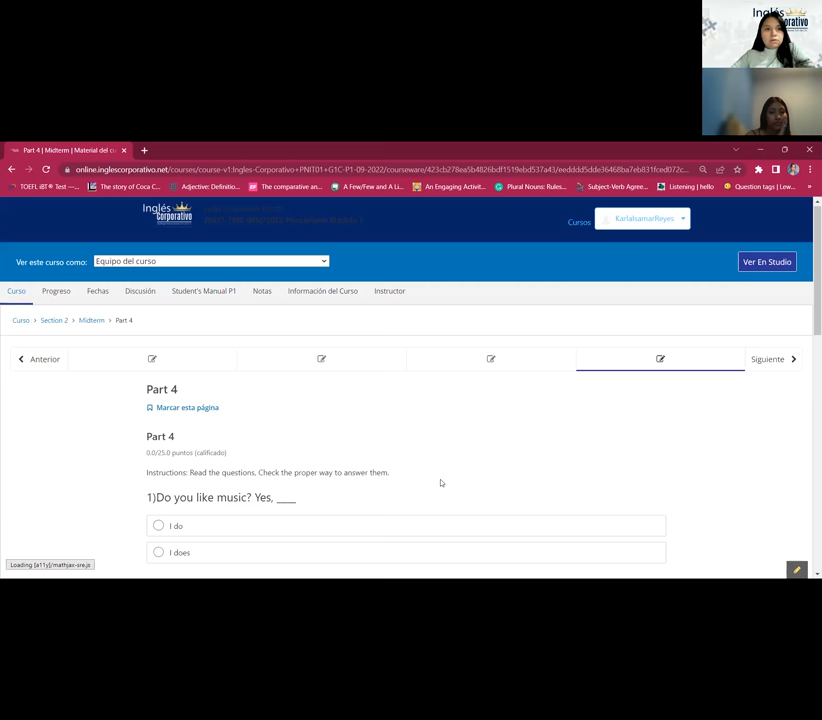 Inglés
Part 4 | Midterm | Material del cu
online.inglescorporativo.net/courses/course-v1:Ingles-Corporativo+PNIT01+G1C-P1-09-2022/courseware/423cb278ea5b4826bdf1519ebd537a43/eedddd5dde36468ba7eb831fced072c...
TOEFL iBT® Test —... The story of Coca C... Adjective: Definitio... The comparative an... A Few/Few and A Li... An Engaging Activit... Plural Nouns: Rules... Subject-Verb Agree... Listening | hello Question tags | Lew... »
Inglés
Corporativo
Cursos KarlaIsamarReyes
Ver este curso como: Equipo del curso Ver En Studio
Curso Progreso Fechas Discusión Student's Manual P1 Notas Información del Curso Instructor
Curso > Section 2 > Midterm > Part 4
Anterior Siguiente
Part 4
Marcar esta página
Part 4
0.0/25.0 puntos (calificado)
Instructions: Read the questions. Check the proper way to answer them.
1)Do you like music? Yes, ____
I do
I does
Loading [a11y]/mathjax-sre.js